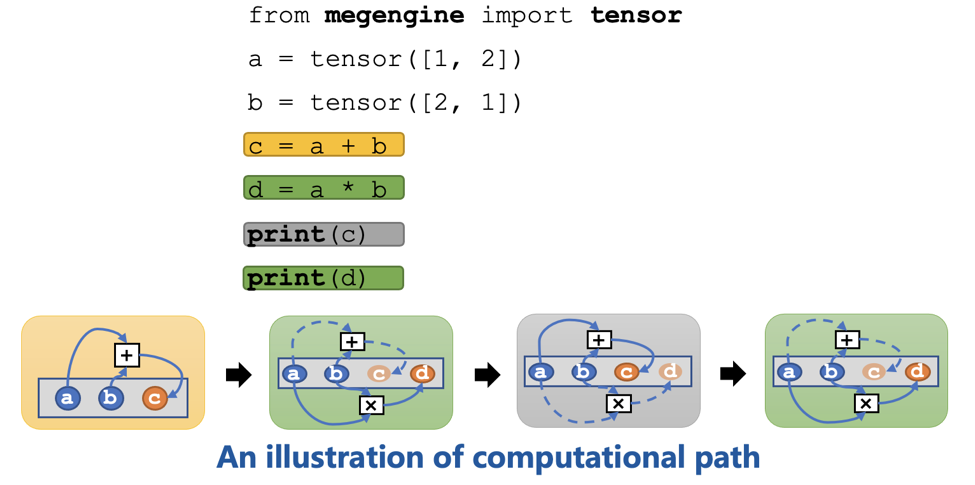 from megengine import tensor
a = tensor([1, 2])
b = tensor([2, 1])
c = a + b
d = a * b
print(c)
print(d)
+
a b c
+
a b c d
×
+
a b c d
×
+
a b c d
×
An illustration of computational path